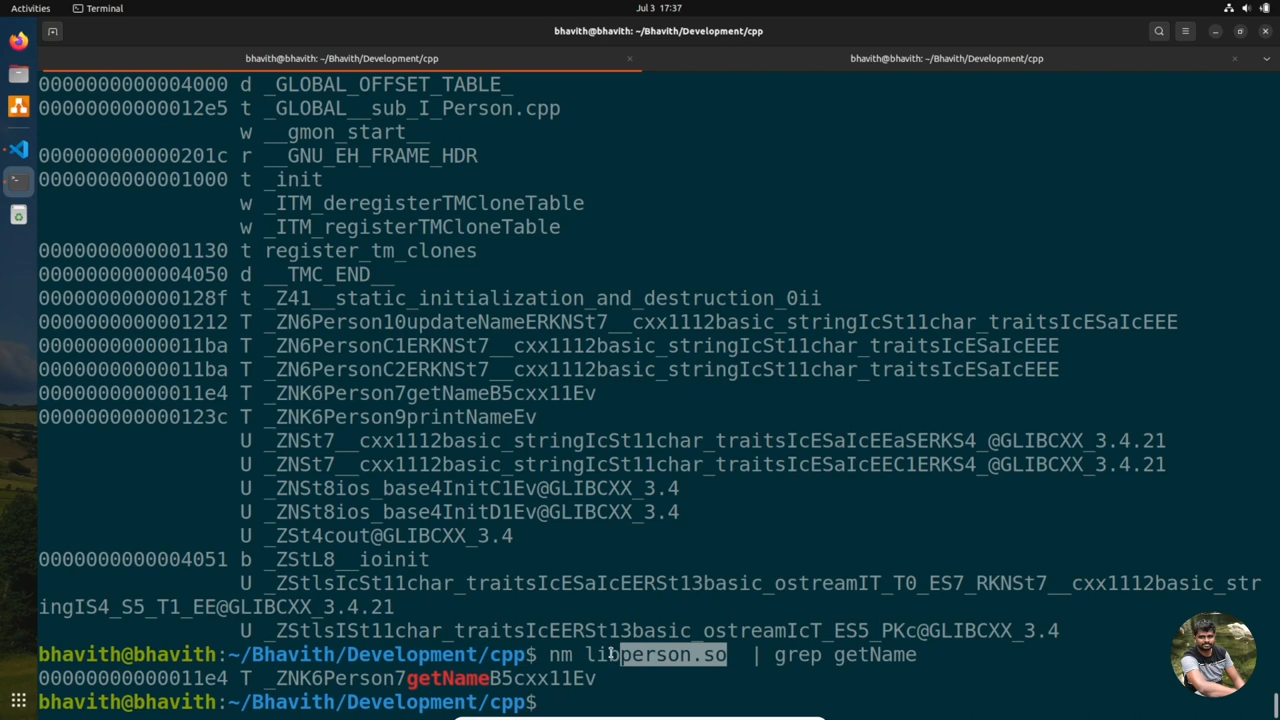 Activities
Terminal
Jul 3 17:37
bhavith@bhavith: ~/Bhavith/Development/cpp
bhavith@bhavith: ~/Bhavith/Development/cpp
bhavith@bhavith: ~/Bhavith/Development/cpp
0000000000004000 d _GLOBAL_OFFSET_TABLE_
00000000000012e5 t _GLOBAL__sub_I_Person.cpp
w __gmon_start__
000000000000201c r __GNU_EH_FRAME_HDR
0000000000001000 t _init
w _ITM_deregisterTMCloneTable
w _ITM_registerTMCloneTable
0000000000001130 t register_tm_clones
0000000000004050 d __TMC_END__
000000000000128f t _Z41__static_initialization_and_destruction_0ii
0000000000001212 T _ZN6Person10updateNameERKNSt7__cxx1112basic_stringIcSt11char_traitsIcESaIcEEE
00000000000011ba T _ZN6PersonC1ERKNSt7__cxx1112basic_stringIcSt11char_traitsIcESaIcEEE
00000000000011ba T _ZN6PersonC2ERKNSt7__cxx1112basic_stringIcSt11char_traitsIcESaIcEEE
00000000000011e4 T _ZNK6Person7getNameB5cxx11Ev
000000000000123c T _ZNK6Person9printNameEv
U _ZNSt7__cxx1112basic_stringIcSt11char_traitsIcESaIcEEaSERKS4_@GLIBCXX_3.4.21
U _ZNSt7__cxx1112basic_stringIcSt11char_traitsIcESaIcEEC1ERKS4_@GLIBCXX_3.4.21
U _ZNSt8ios_base4InitC1Ev@GLIBCXX_3.4
U _ZNSt8ios_base4InitD1Ev@GLIBCXX_3.4
U _ZSt4cout@GLIBCXX_3.4
0000000000004051 b _ZStL8__ioinit
U _ZStlsIcSt11char_traitsIcESaIcEERSt13basic_ostreamIT_T0_ES7_RKNSt7__cxx1112basic_str
ingIS4_S5_T1_EE@GLIBCXX_3.4.21
U _ZStlsISt11char_traitsIcEERSt13basic_ostreamIcT_ES5_PKc@GLIBCXX_3.4
bhavith@bhavith:~/Bhavith/Development/cpp$ nm libperson.so  | grep getName
00000000000011e4 T _ZNK6Person7getNameB5cxx11Ev
bhavith@bhavith:~/Bhavith/Development/cpp$